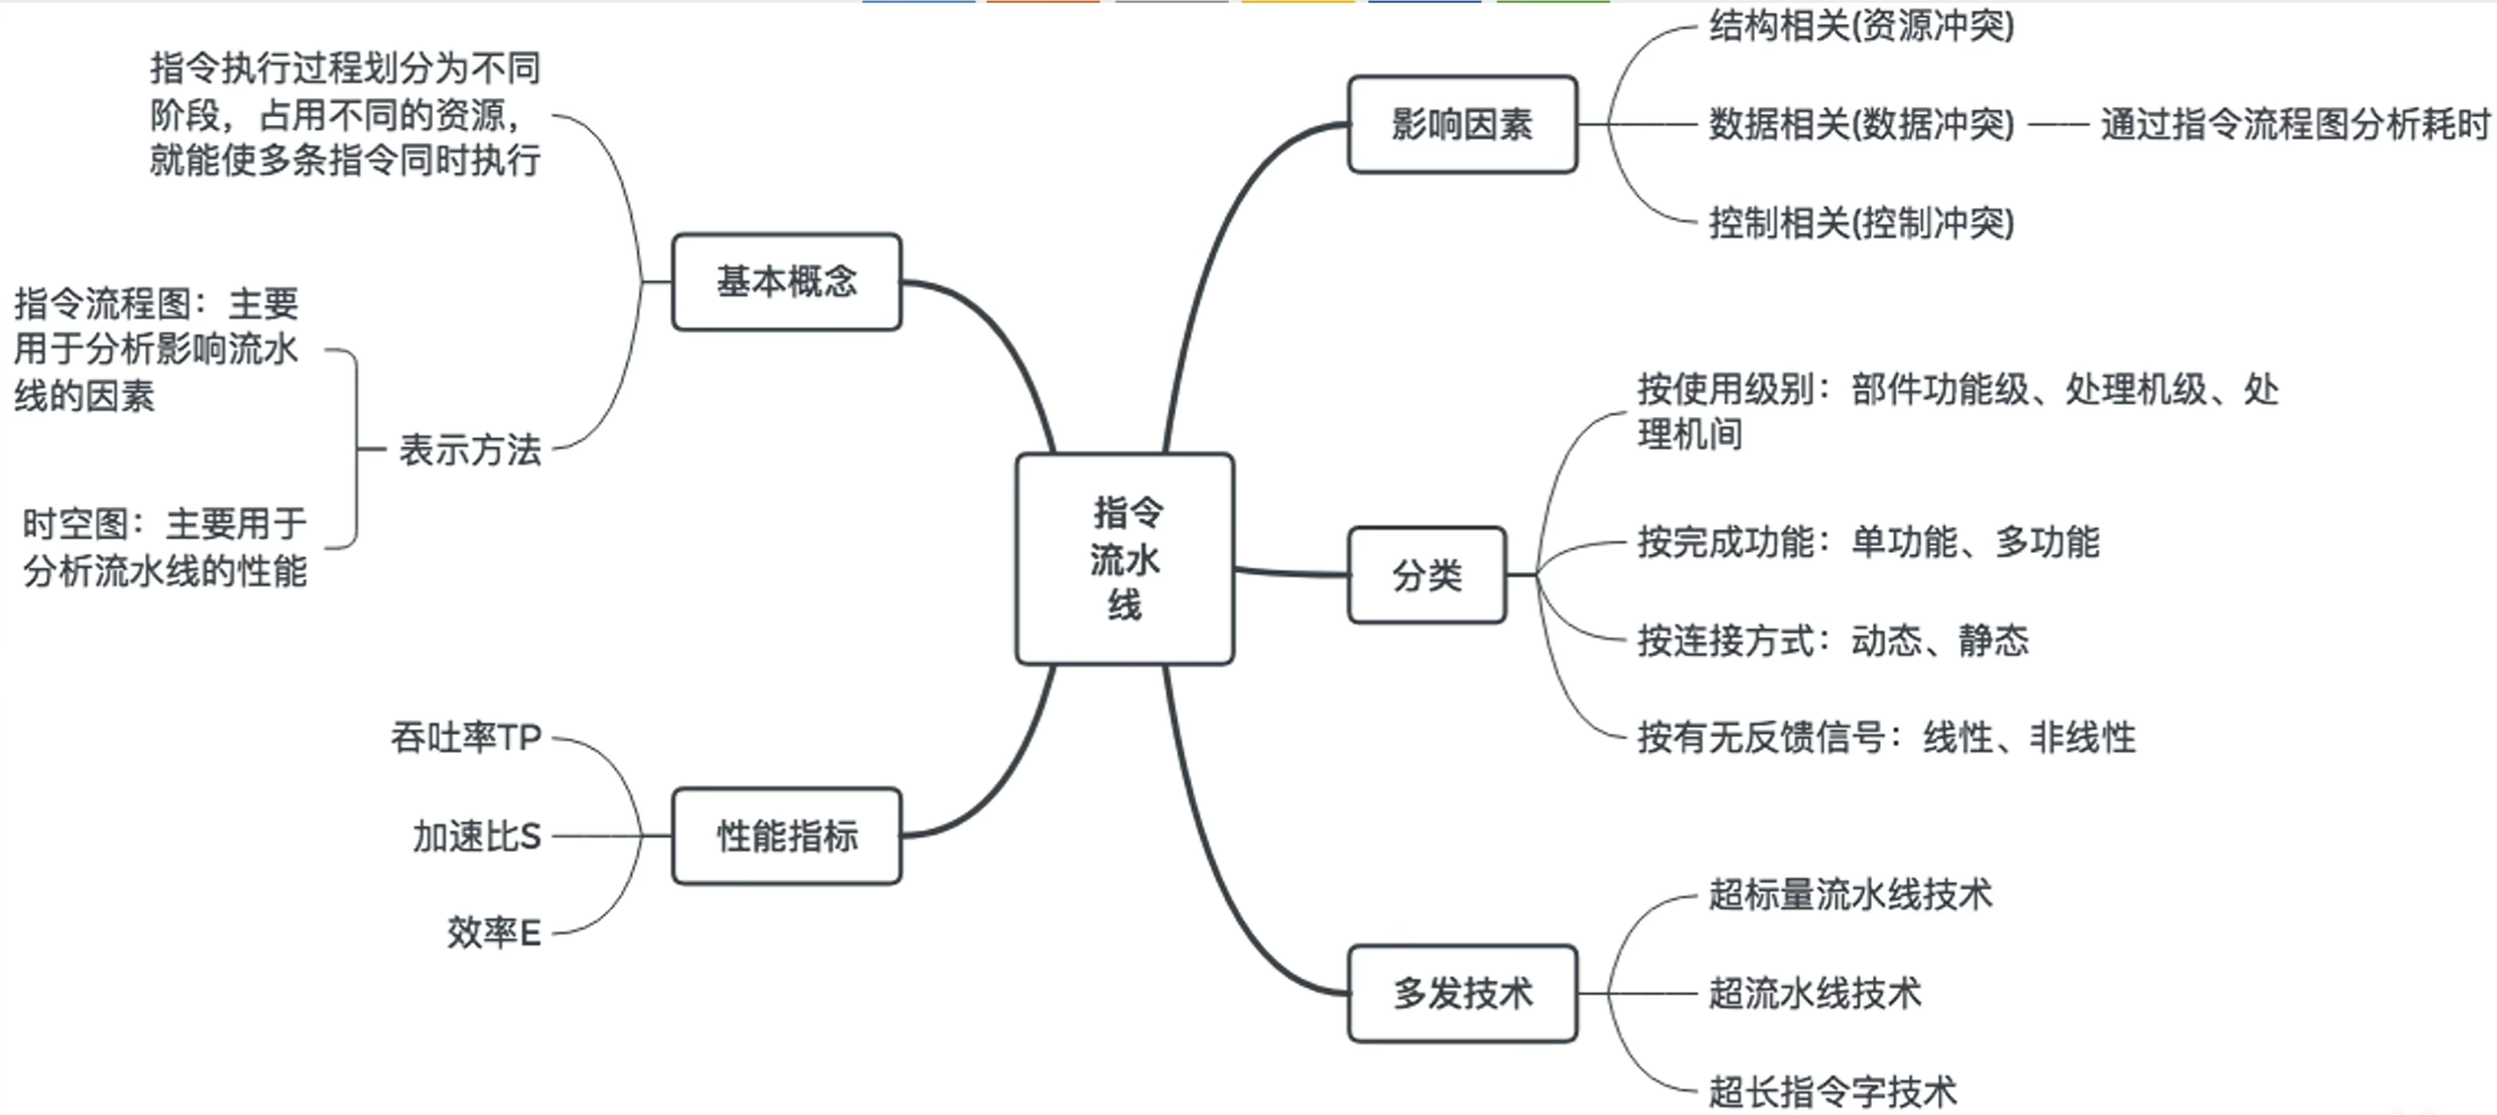 指令执行过程划分为不同
阶段，占用不同的资源，
就能使多条指令同时执行
基本概念
指令流程图：主要
用于分析影响流水
线的因素
表示方法
时空图：主要用于
分析流水线的性能
吞吐率TP
加速比S
效率E
性能指标
指令
流水
线
影响因素
结构相关(资源冲突)
数据相关(数据冲突)
通过指令流程图分析耗时
控制相关(控制冲突)
分类
按使用级别：部件功能级、处理机级、处
理机间
按完成功能：单功能、多功能
按连接方式：动态、静态
按有无反馈信号：线性、非线性
多发技术
超标量流水线技术
超流水线技术
超长指令字技术